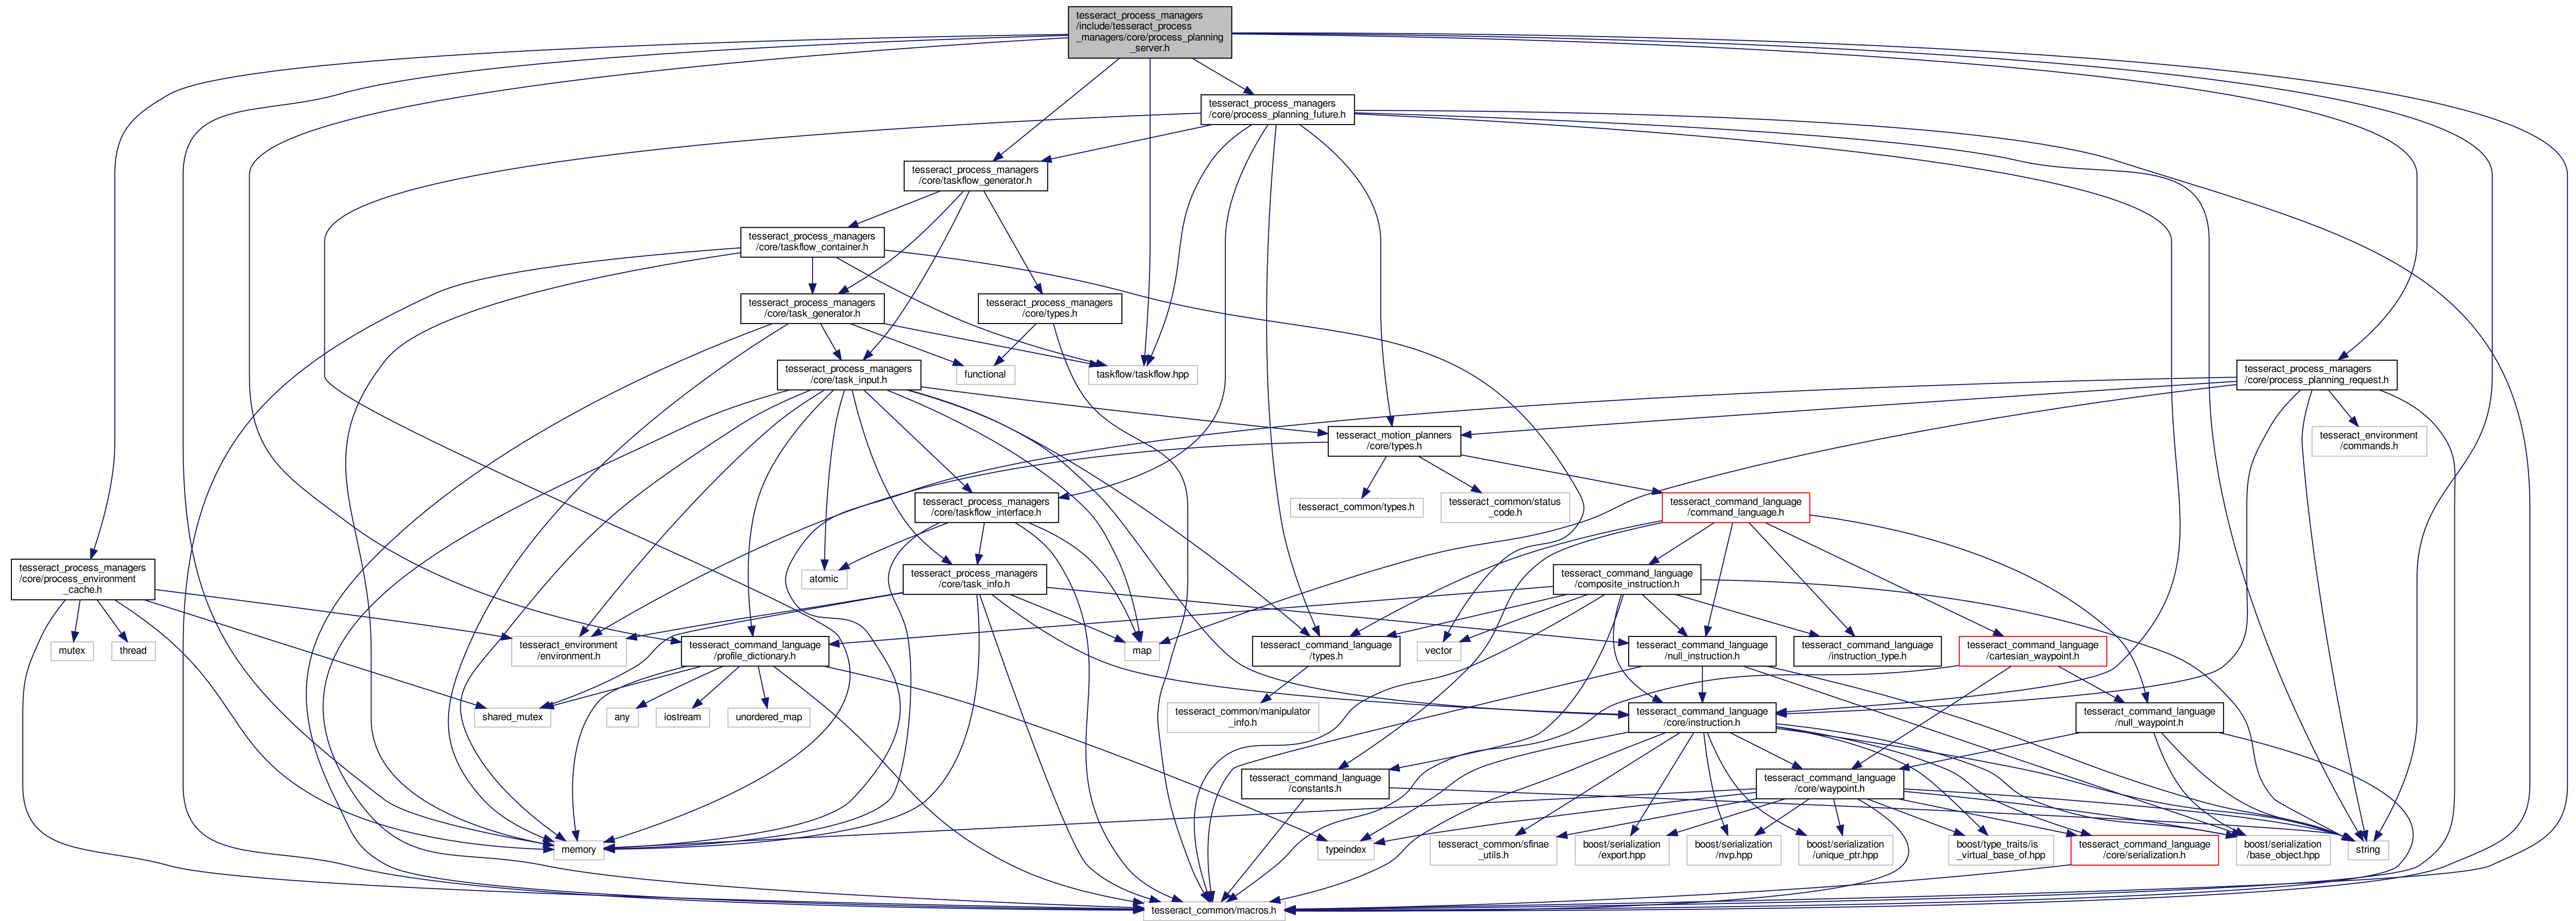 tesseract_process_managers
/include/tesseract_process
_managers/core/process_planning
_server.h
tesseract_process_managers
/core/process_planning_future.h
tesseract_process_managers
/core/taskflow_generator.h
tesseract_process_managers
/core/taskflow_container.h
tesseract_process_managers
/core/task_generator.h
tesseract_process_managers
/core/types.h
tesseract_process_managers
/core/task_input.h
functional
taskflow/taskflow.hpp
tesseract_process_managers
/core/process_planning_request.h
tesseract_motion_planners
/core/types.h
tesseract_environment
/commands.h
tesseract_process_managers
/core/taskflow_interface.h
tesseract_common/types.h
tesseract_common/status
_code.h
tesseract_command_language
/command_language.h
tesseract_process_managers
/core/process_environment
_cache.h
atomic
tesseract_process_managers
/core/task_info.h
tesseract_command_language
/composite_instruction.h
mutex
thread
tesseract_environment
/environment.h
tesseract_command_language
/profile_dictionary.h
map
tesseract_command_language
/types.h
vector
tesseract_command_language
/null_instruction.h
tesseract_command_language
/instruction_type.h
tesseract_command_language
/cartesian_waypoint.h
shared_mutex
any
iostream
unordered_map
tesseract_common/manipulator
_info.h
tesseract_command_language
/core/instruction.h
tesseract_command_language
/null_waypoint.h
tesseract_command_language
/constants.h
tesseract_command_language
/core/waypoint.h
memory
typeindex
tesseract_common/sfinae
_utils.h
boost/serialization
/export.hpp
boost/serialization
/nvp.hpp
boost/serialization
/unique_ptr.hpp
boost/type_traits/is
_virtual_base_of.hpp
tesseract_command_language
/core/serialization.h
boost/serialization
/base_object.hpp
string
tesseract_common/macros.h